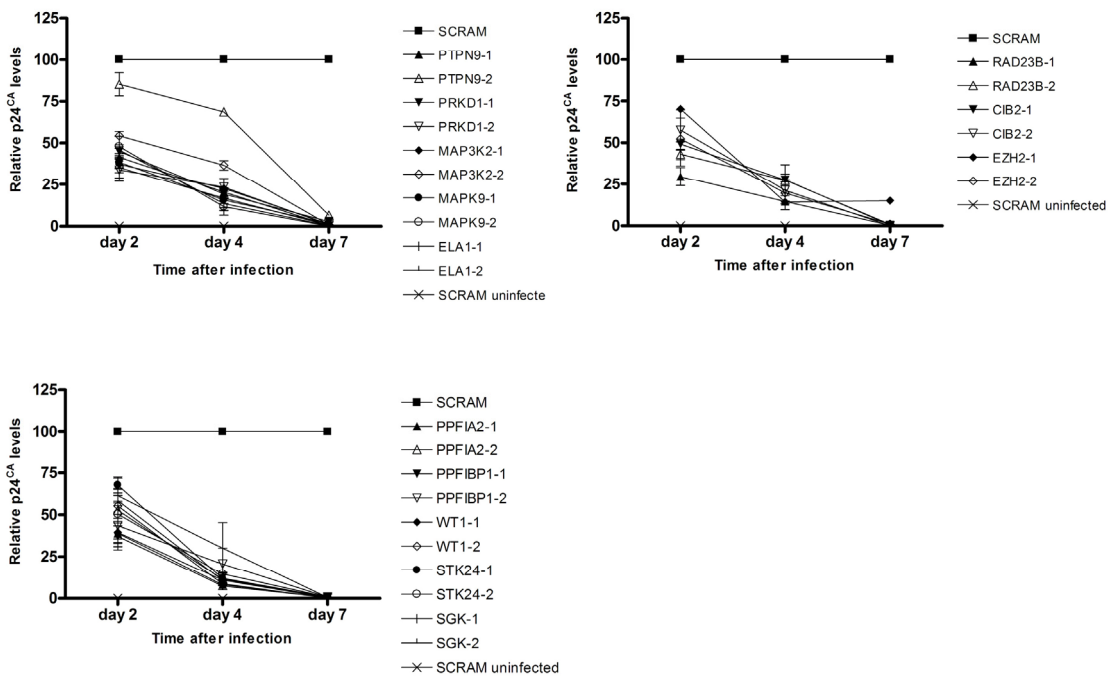 125
100
75
50
25
0
Relative p24CA levels
day 2
day 4
day 7
Time after infection
SCRAM
PTPN9-1
PTPN9-2
PRKD1-1
PRKD1-2
MAP3K2-1
MAP3K2-2
MAPK9-1
MAPK9-2
ELA1-1
ELA1-2
SCRAM uninfecte
125
100
75
50
25
0
Relative p24CA levels
day 2
day 4
day 7
Time after infection
SCRAM
RAD23B-1
RAD23B-2
CIB2-1
CIB2-2
EZH2-1
EZH2-2
SCRAM uninfected
125
100
75
50
25
0
Relative p24CA levels
day 2
day 4
day 7
Time after infection
SCRAM
PPFIA2-1
PPFIA2-2
PPFIBP1-1
PPFIBP1-2
WT1-1
WT1-2
STK24-1
STK24-2
SGK-1
SGK-2
SCRAM uninfected